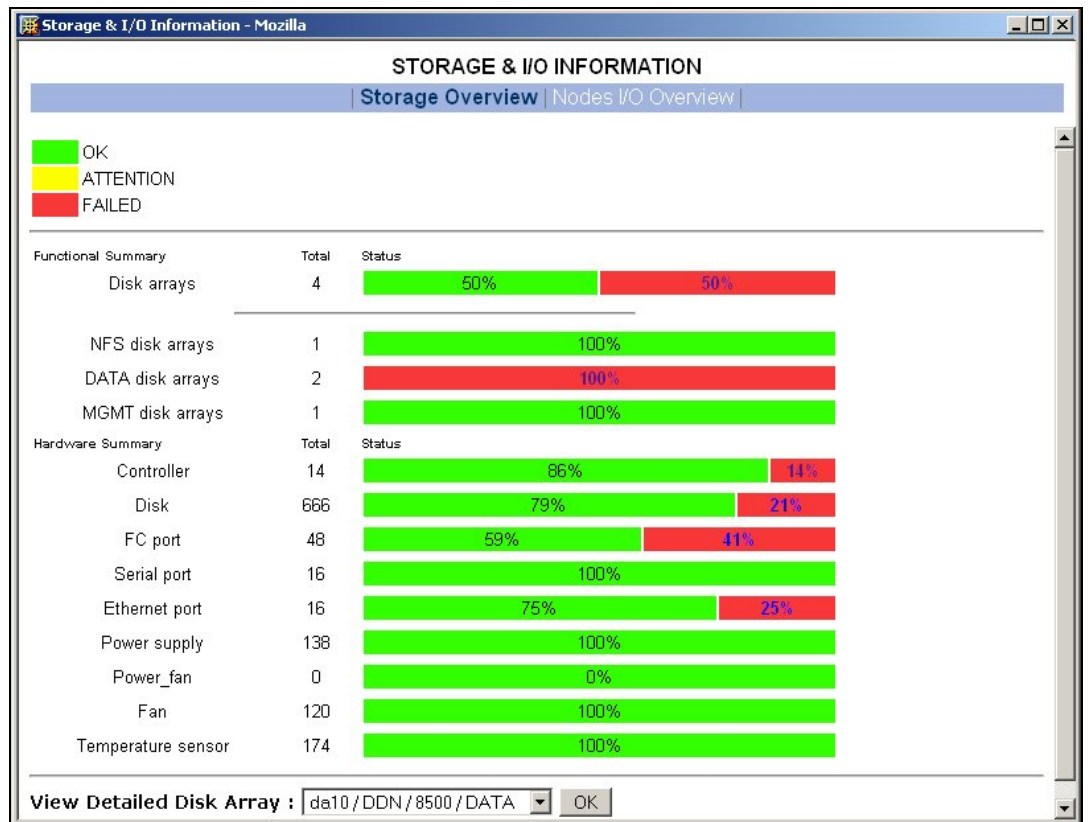 Storage & I/O Information - Mozilla
STORAGE & I/O INFORMATION
| Storage Overview | Nodes I/O Overview |
OK
ATTENTION
FAILED
Functional Summary Total Status
Disk arrays 4 50% 50%
NFS disk arrays 1 100%
DATA disk arrays 2 100%
MGMT disk arrays 1 100%
Hardware Summary Total Status
Controller 14 86% 14%
Disk 666 79% 21%
FC port 48 59% 41%
Serial port 16 100%
Ethernet port 16 75% 25%
Power supply 138 100%
Power_fan 0 0%
Fan 120 100%
Temperature sensor 174 100%
View Detailed Disk Array : da10 / DDN / 8500 / DATA OK